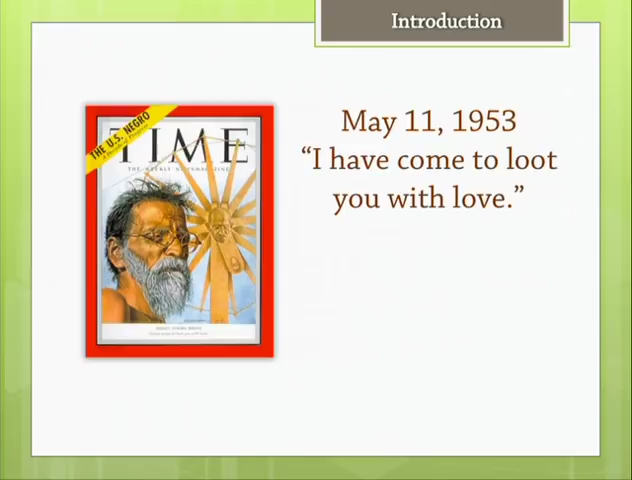 Introduction
THE U.S. NEGRO
TIME
THE WEEKLY NEWSMAGAZINE
May 11, 1953
“I have come to loot
you with love.”